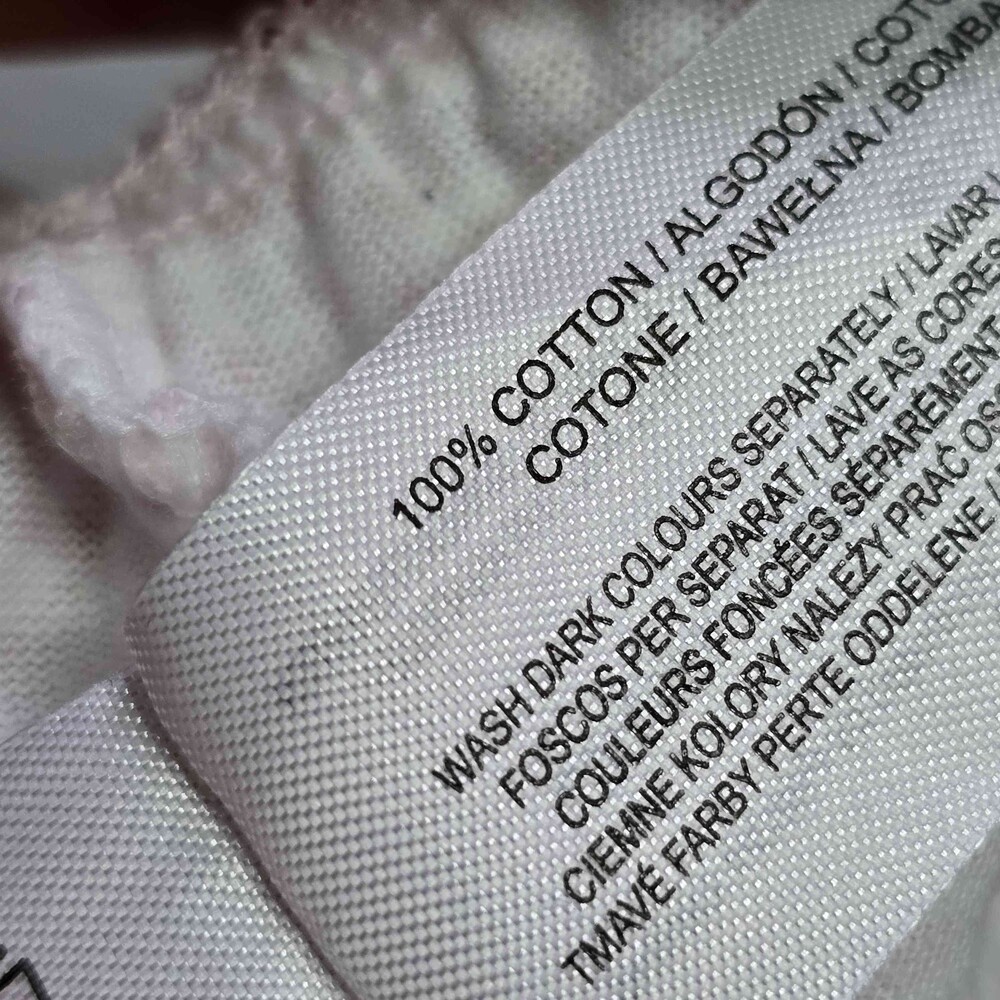 100% COTTON / ALGODÓN /
COTONE / BAWEŁNA /
WASH DARK COLOURS SEPARATELY /
FOSCOS PER SEPARAT / LAVE AS CORES
COULEURS FONCÉES SÉPARÉMENT
CIEMNE KOLORY NALEŻY PRAĆ
TMAVÉ FARBY PERTE ODDELENE /